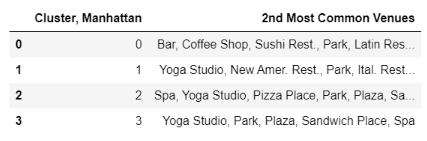 Cluster, Manhattan 2nd Most Common Venues
0 0 Bar, Coffee Shop, Sushi Rest., Park, Latin Res...
1 1 Yoga Studio, New Amer. Rest., Park, Ital. Rest...
2 2 Spa, Yoga Studio, Pizza Place, Park, Plaza, Sa...
3 3 Yoga Studio, Park, Plaza, Sandwich Place, Spa